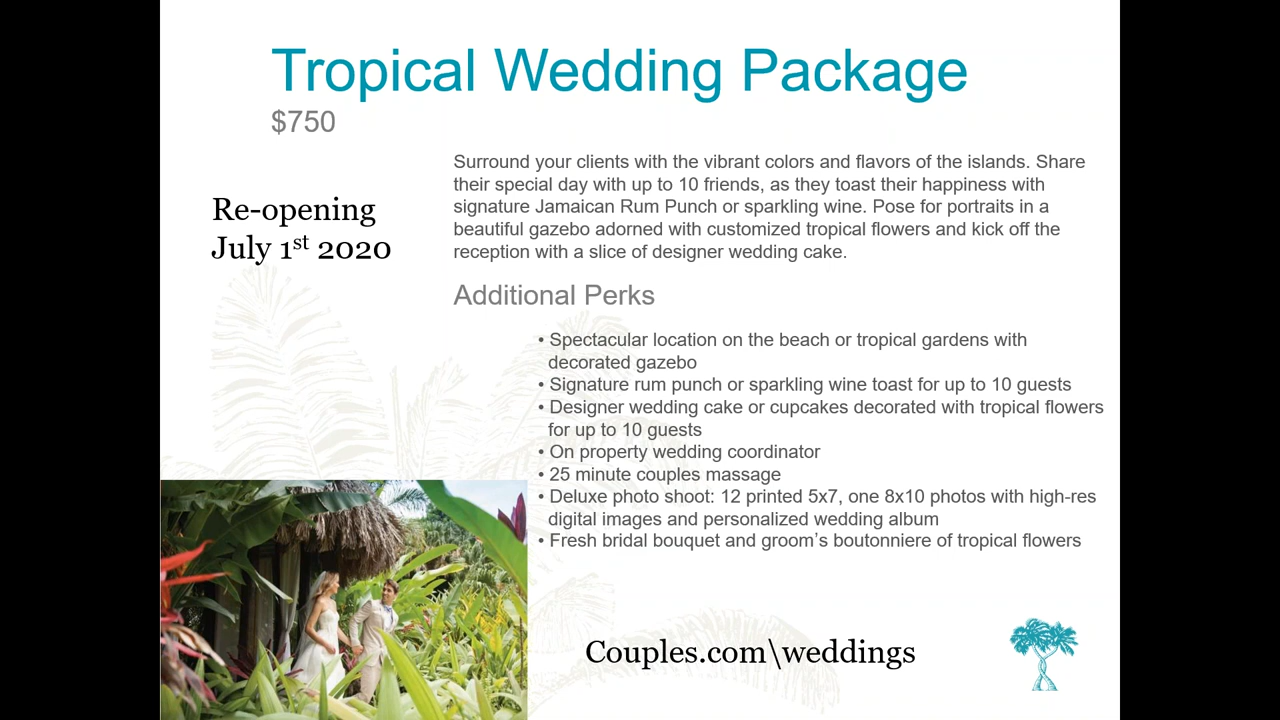 Tropical Wedding Package
$750
Re-opening
July 1st 2020
Surround your clients with the vibrant colors and flavors of the islands. Share
their special day with up to 10 friends, as they toast their happiness with
signature Jamaican Rum Punch or sparkling wine. Pose for portraits in a
beautiful gazebo adorned with customized tropical flowers and kick off the
reception with a slice of designer wedding cake.
Additional Perks
• Spectacular location on the beach or tropical gardens with
decorated gazebo
• Signature rum punch or sparkling wine toast for up to 10 guests
• Designer wedding cake or cupcakes decorated with tropical flowers
for up to 10 guests
• On property wedding coordinator
• 25 minute couples massage
• Deluxe photo shoot: 12 printed 5x7, one 8x10 photos with high-res
digital images and personalized wedding album
• Fresh bridal bouquet and groom’s boutonniere of tropical flowers
Couples.com\weddings